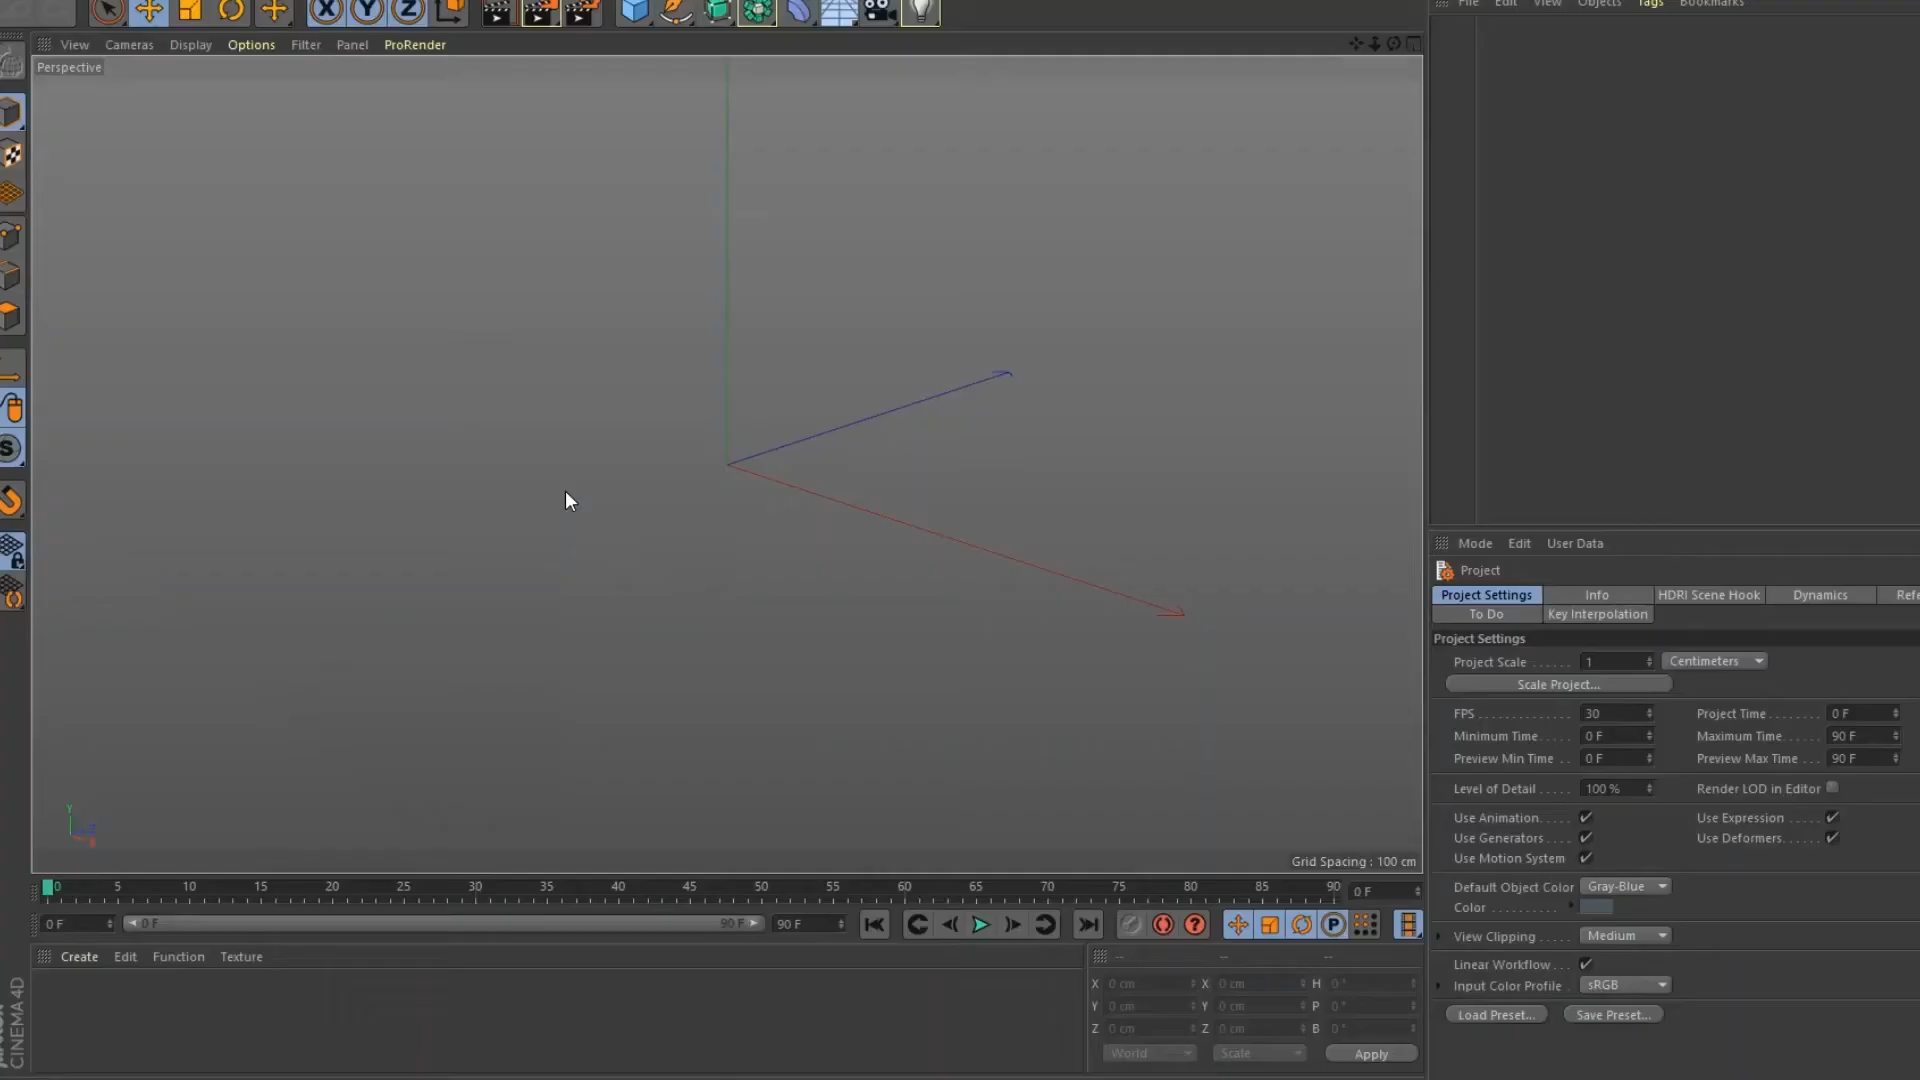 File Edit View Objects Tags Bookmarks
X Y Z
View Cameras Display Options Filter Panel ProRender
Perspective
S
Y
Grid Spacing : 100 cm
Mode Edit User Data
Project
Project Settings Info HDRI Scene Hook Dynamics Refe
To Do Key Interpolation
Project Settings
Project Scale 1 Centimeters
Scale Project...
FPS 30 Project Time 0 F
Minimum Time 0 F Maximum Time 90 F
Preview Min Time 0 F Preview Max Time 90 F
Level of Detail 100 % Render LOD in Editor
Use Animation Use Expression
Use Generators Use Deformers
Use Motion System
Default Object Color Gray-Blue
Color
View Clipping Medium
Linear Workflow
Input Color Profile sRGB
Load Preset... Save Preset...
0 5 10 15 20 25 30 35 40 45 50 55 60 65 70 75 80 85 90 0 F
0 F 0 F 90 F 90 F ? P
Create Edit Function Texture
-- -- --
X 0 cm X 0 cm H 0 °
Y 0 cm Y 0 cm P 0 °
Z 0 cm Z 0 cm B 0 °
World Scale Apply
CINEMA 4D